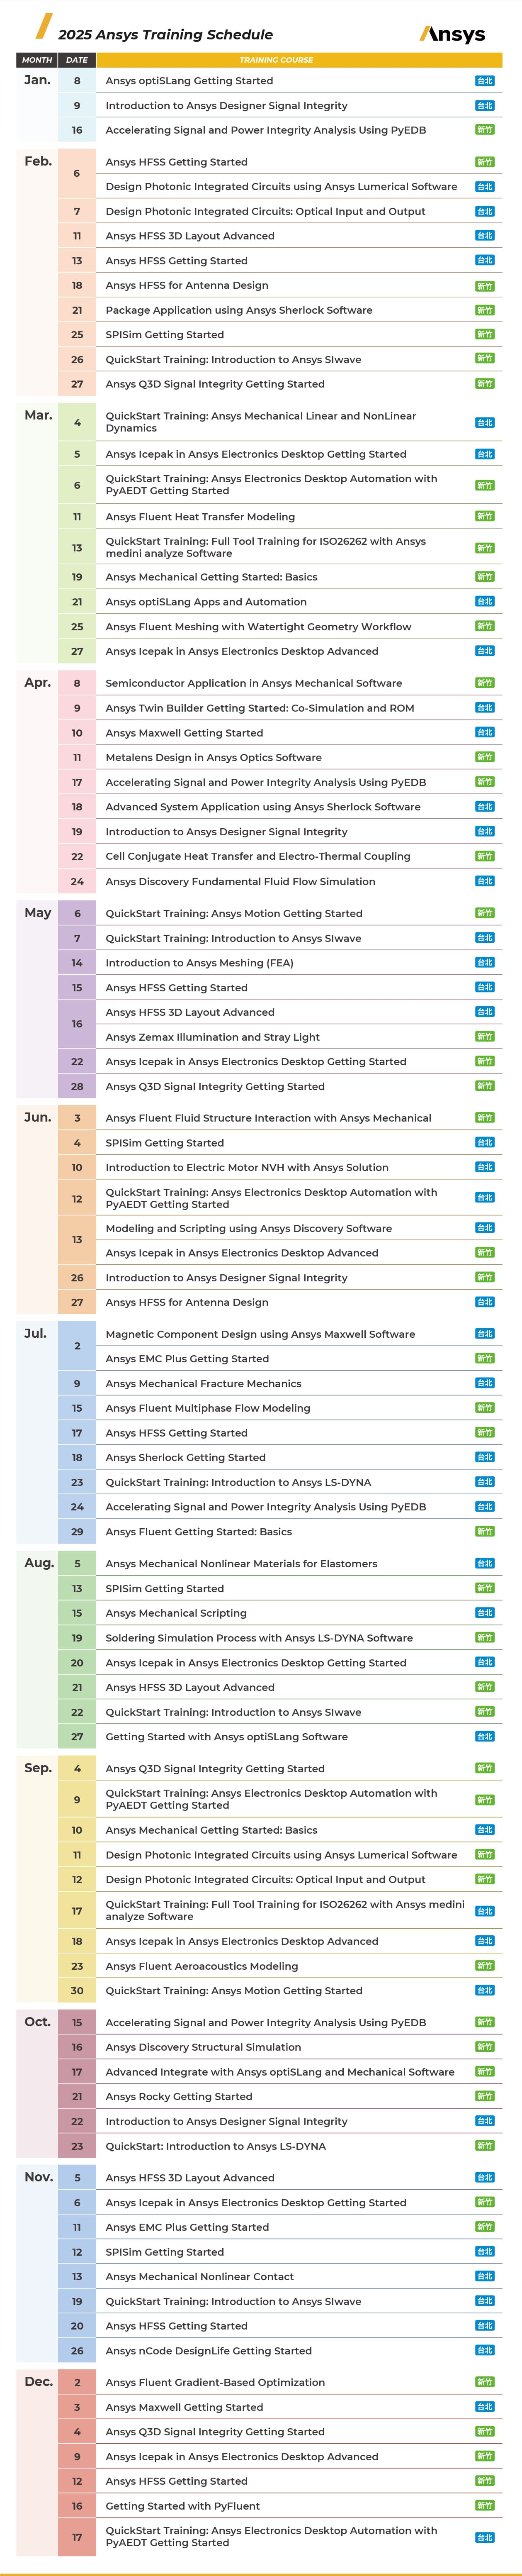 2025 Ansys Training Schedule
Ansys
MONTH DATE TRAINING COURSE
Jan. 8 Ansys optiSLang Getting Started 台北
9 Introduction to Ansys Designer Signal Integrity 台北
16 Accelerating Signal and Power Integrity Analysis Using PyEDB 新竹
Feb. 6 Ansys HFSS Getting Started 新竹
Design Photonic Integrated Circuits using Ansys Lumerical Software 台北
7 Design Photonic Integrated Circuits: Optical Input and Output 台北
11 Ansys HFSS 3D Layout Advanced 台北
13 Ansys HFSS Getting Started 台北
18 Ansys HFSS for Antenna Design 新竹
21 Package Application using Ansys Sherlock Software 新竹
25 SPISim Getting Started 新竹
26 QuickStart Training: Introduction to Ansys SIwave 新竹
27 Ansys Q3D Signal Integrity Getting Started 新竹
Mar. 4 QuickStart Training: Ansys Mechanical Linear and NonLinear
Dynamics 台北
5 Ansys Icepak in Ansys Electronics Desktop Getting Started 台北
6 QuickStart Training: Ansys Electronics Desktop Automation with
PyAEDT Getting Started 新竹
11 Ansys Fluent Heat Transfer Modeling 新竹
13 QuickStart Training: Full Tool Training for ISO26262 with Ansys
medini analyze Software 新竹
19 Ansys Mechanical Getting Started: Basics 新竹
21 Ansys optiSLang Apps and Automation 台北
25 Ansys Fluent Meshing with Watertight Geometry Workflow 新竹
27 Ansys Icepak in Ansys Electronics Desktop Advanced 台北
Apr. 8 Semiconductor Application in Ansys Mechanical Software 新竹
9 Ansys Twin Builder Getting Started: Co-Simulation and ROM 台北
10 Ansys Maxwell Getting Started 台北
11 Metalens Design in Ansys Optics Software 新竹
17 Accelerating Signal and Power Integrity Analysis Using PyEDB 新竹
18 Advanced System Application using Ansys Sherlock Software 台北
19 Introduction to Ansys Designer Signal Integrity 台北
22 Cell Conjugate Heat Transfer and Electro-Thermal Coupling 新竹
24 Ansys Discovery Fundamental Fluid Flow Simulation 台北
May 6 QuickStart Training: Ansys Motion Getting Started 新竹
7 QuickStart Training: Introduction to Ansys SIwave 台北
14 Introduction to Ansys Meshing (FEA) 台北
15 Ansys HFSS Getting Started 台北
16 Ansys HFSS 3D Layout Advanced 台北
Ansys Zemax Illumination and Stray Light 新竹
22 Ansys Icepak in Ansys Electronics Desktop Getting Started 新竹
28 Ansys Q3D Signal Integrity Getting Started 新竹
Jun. 3 Ansys Fluent Fluid Structure Interaction with Ansys Mechanical 新竹
4 SPISim Getting Started 台北
10 Introduction to Electric Motor NVH with Ansys Solution 台北
12 QuickStart Training: Ansys Electronics Desktop Automation with
PyAEDT Getting Started 台北
13 Modeling and Scripting using Ansys Discovery Software 台北
Ansys Icepak in Ansys Electronics Desktop Advanced 新竹
26 Introduction to Ansys Designer Signal Integrity 新竹
27 Ansys HFSS for Antenna Design 台北
Jul. 2 Magnetic Component Design using Ansys Maxwell Software 台北
Ansys EMC Plus Getting Started 新竹
9 Ansys Mechanical Fracture Mechanics 台北
15 Ansys Fluent Multiphase Flow Modeling 新竹
17 Ansys HFSS Getting Started 新竹
18 Ansys Sherlock Getting Started 台北
23 QuickStart Training: Introduction to Ansys LS-DYNA 台北
24 Accelerating Signal and Power Integrity Analysis Using PyEDB 台北
29 Ansys Fluent Getting Started: Basics 新竹
Aug. 5 Ansys Mechanical Nonlinear Materials for Elastomers 台北
13 SPISim Getting Started 新竹
15 Ansys Mechanical Scripting 台北
19 Soldering Simulation Process with Ansys LS-DYNA Software 新竹
20 Ansys Icepak in Ansys Electronics Desktop Getting Started 台北
21 Ansys HFSS 3D Layout Advanced 新竹
22 QuickStart Training: Introduction to Ansys SIwave 新竹
27 Getting Started with Ansys optiSLang Software 台北
Sep. 4 Ansys Q3D Signal Integrity Getting Started 新竹
9 QuickStart Training: Ansys Electronics Desktop Automation with
PyAEDT Getting Started 新竹
10 Ansys Mechanical Getting Started: Basics 台北
11 Design Photonic Integrated Circuits using Ansys Lumerical Software 新竹
12 Design Photonic Integrated Circuits: Optical Input and Output 新竹
17 QuickStart Training: Full Tool Training for ISO26262 with Ansys medini
analyze Software 台北
18 Ansys Icepak in Ansys Electronics Desktop Advanced 台北
23 Ansys Fluent Aeroacoustics Modeling 新竹
30 QuickStart Training: Ansys Motion Getting Started 台北
Oct. 15 Accelerating Signal and Power Integrity Analysis Using PyEDB 新竹
16 Ansys Discovery Structural Simulation 新竹
17 Advanced Integrate with Ansys optiSLang and Mechanical Software 新竹
21 Ansys Rocky Getting Started 新竹
22 Introduction to Ansys Designer Signal Integrity 台北
23 QuickStart: Introduction to Ansys LS-DYNA 新竹
Nov. 5 Ansys HFSS 3D Layout Advanced 台北
6 Ansys Icepak in Ansys Electronics Desktop Getting Started 新竹
11 Ansys EMC Plus Getting Started 新竹
12 SPISim Getting Started 台北
13 Ansys Mechanical Nonlinear Contact 台北
19 QuickStart Training: Introduction to Ansys SIwave 台北
20 Ansys HFSS Getting Started 台北
26 Ansys nCode DesignLife Getting Started 台北
Dec. 2 Ansys Fluent Gradient-Based Optimization 新竹
3 Ansys Maxwell Getting Started 台北
4 Ansys Q3D Signal Integrity Getting Started 新竹
9 Ansys Icepak in Ansys Electronics Desktop Advanced 新竹
12 Ansys HFSS Getting Started 新竹
16 Getting Started with PyFluent 新竹
17 QuickStart Training: Ansys Electronics Desktop Automation with
PyAEDT Getting Started 台北